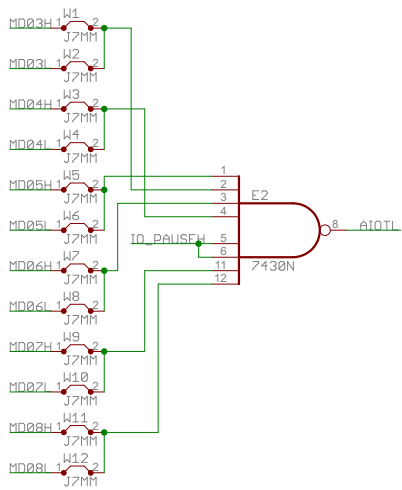 W1
MD03H 1 2
J7MM
W2
MD03L 1 2
J7MM
W3
MD04H 1 2
J7MM
W4
MD04L 1 2
J7MM
W5
MD05H 1 2
J7MM
W6
MD05L 1 2
J7MM
W7
MD06H 1 2
J7MM
W8
MD06L 1 2
J7MM
W9
MD07H 1 2
J7MM
W10
MD07L 1 2
J7MM
W11
MD08H 1 2
J7MM
W12
MD08L 1 2
J7MM
1
2
3
4
IO_PAUSEH 5
6
11
12
E2
8 AIOTL
7430N